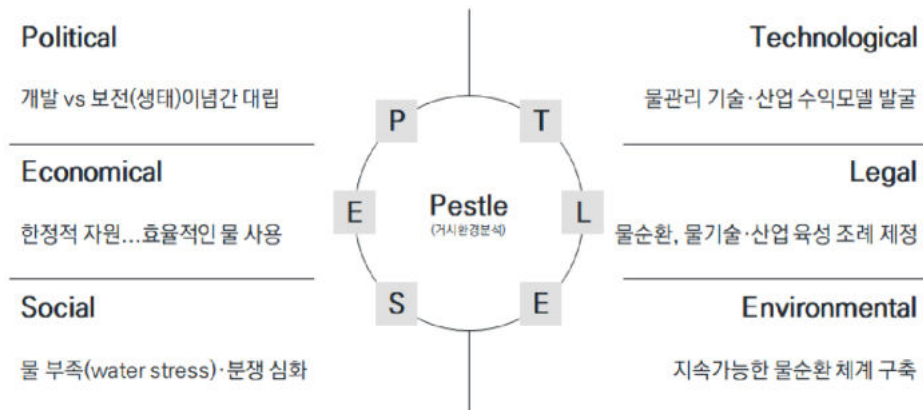 Political
개발 vs 보전(생태)이념간 대립
Economical
한정적 자원...효율적인 물 사용
Social
물 부족(water stress)·분쟁 심화
P
T
E
Pestle
(거시환경분석)
L
S
E
Technological
물관리 기술·산업 수익모델 발굴
Legal
물순환, 물기술·산업 육성 조례 제정
Environmental
지속가능한 물순환 체계 구축